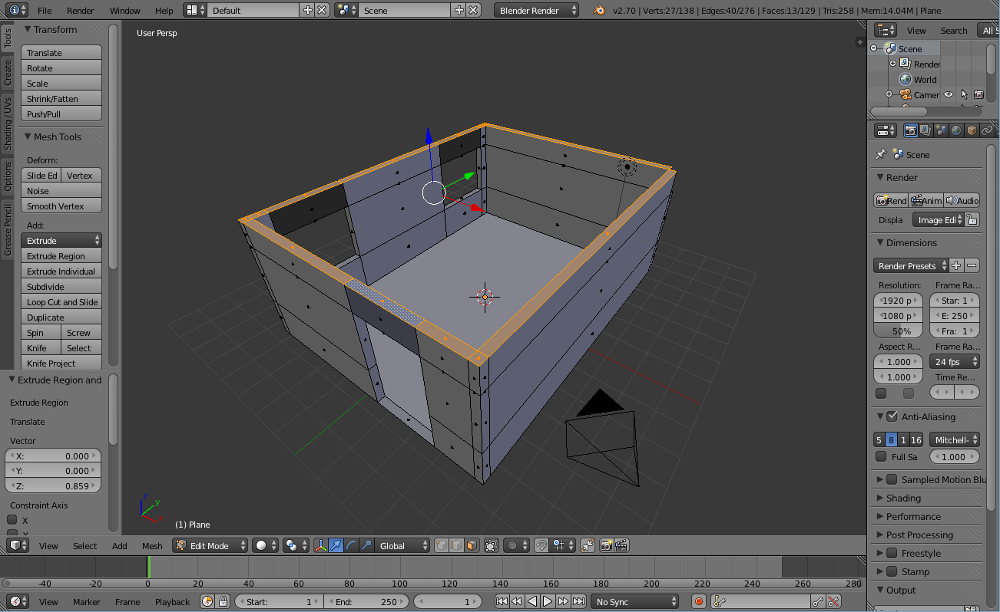 File Render Window Help Default Scene Blender Render v2.70 | Verts:27/138 | Edges:40/276 | Faces:13/129 | Tris:258 | Mem:14.04M | Plane
Tools
Create
Shading / UVs
Options
Grease Pencil
Transform
Translate
Rotate
Scale
Shrink/Fatten
Push/Pull
Mesh Tools
Deform:
Slide Ed Vertex
Noise
Smooth Vertex
Add:
Extrude
Extrude Region
Extrude Individual
Subdivide
Loop Cut and Slide
Duplicate
Spin Screw
Knife Select
Knife Project
Extrude Region and
Extrude Region
Translate
Vector
X: 0.000
Y: 0.000
Z: 0.859
Constraint Axis
X
Y
User Persp
z
y
x
(1) Plane
View Select Add Mesh Edit Mode Global
-40 -20 0 20 40 60 80 100 120 140 160 180 200 220 240 260 280
View Marker Frame Playback Start: 1 End: 250 1 No Sync
View Search All S
Scene
Render
World
Camer
Scene
Render
Rend Anim Audio
Displa Image Edi
Dimensions
Render Presets
Resolution: Frame Ra...
1920 p Star: 1
1080 p E: 250
50% Fra: 1
Aspect R... Frame Ra...
1.000 24 fps
1.000 Time Re...
Anti-Aliasing
5 8 1 16 Mitchell-
Full Sa 1.000
Sampled Motion Blu
Shading
Performance
Post Processing
Freestyle
Stamp
Output